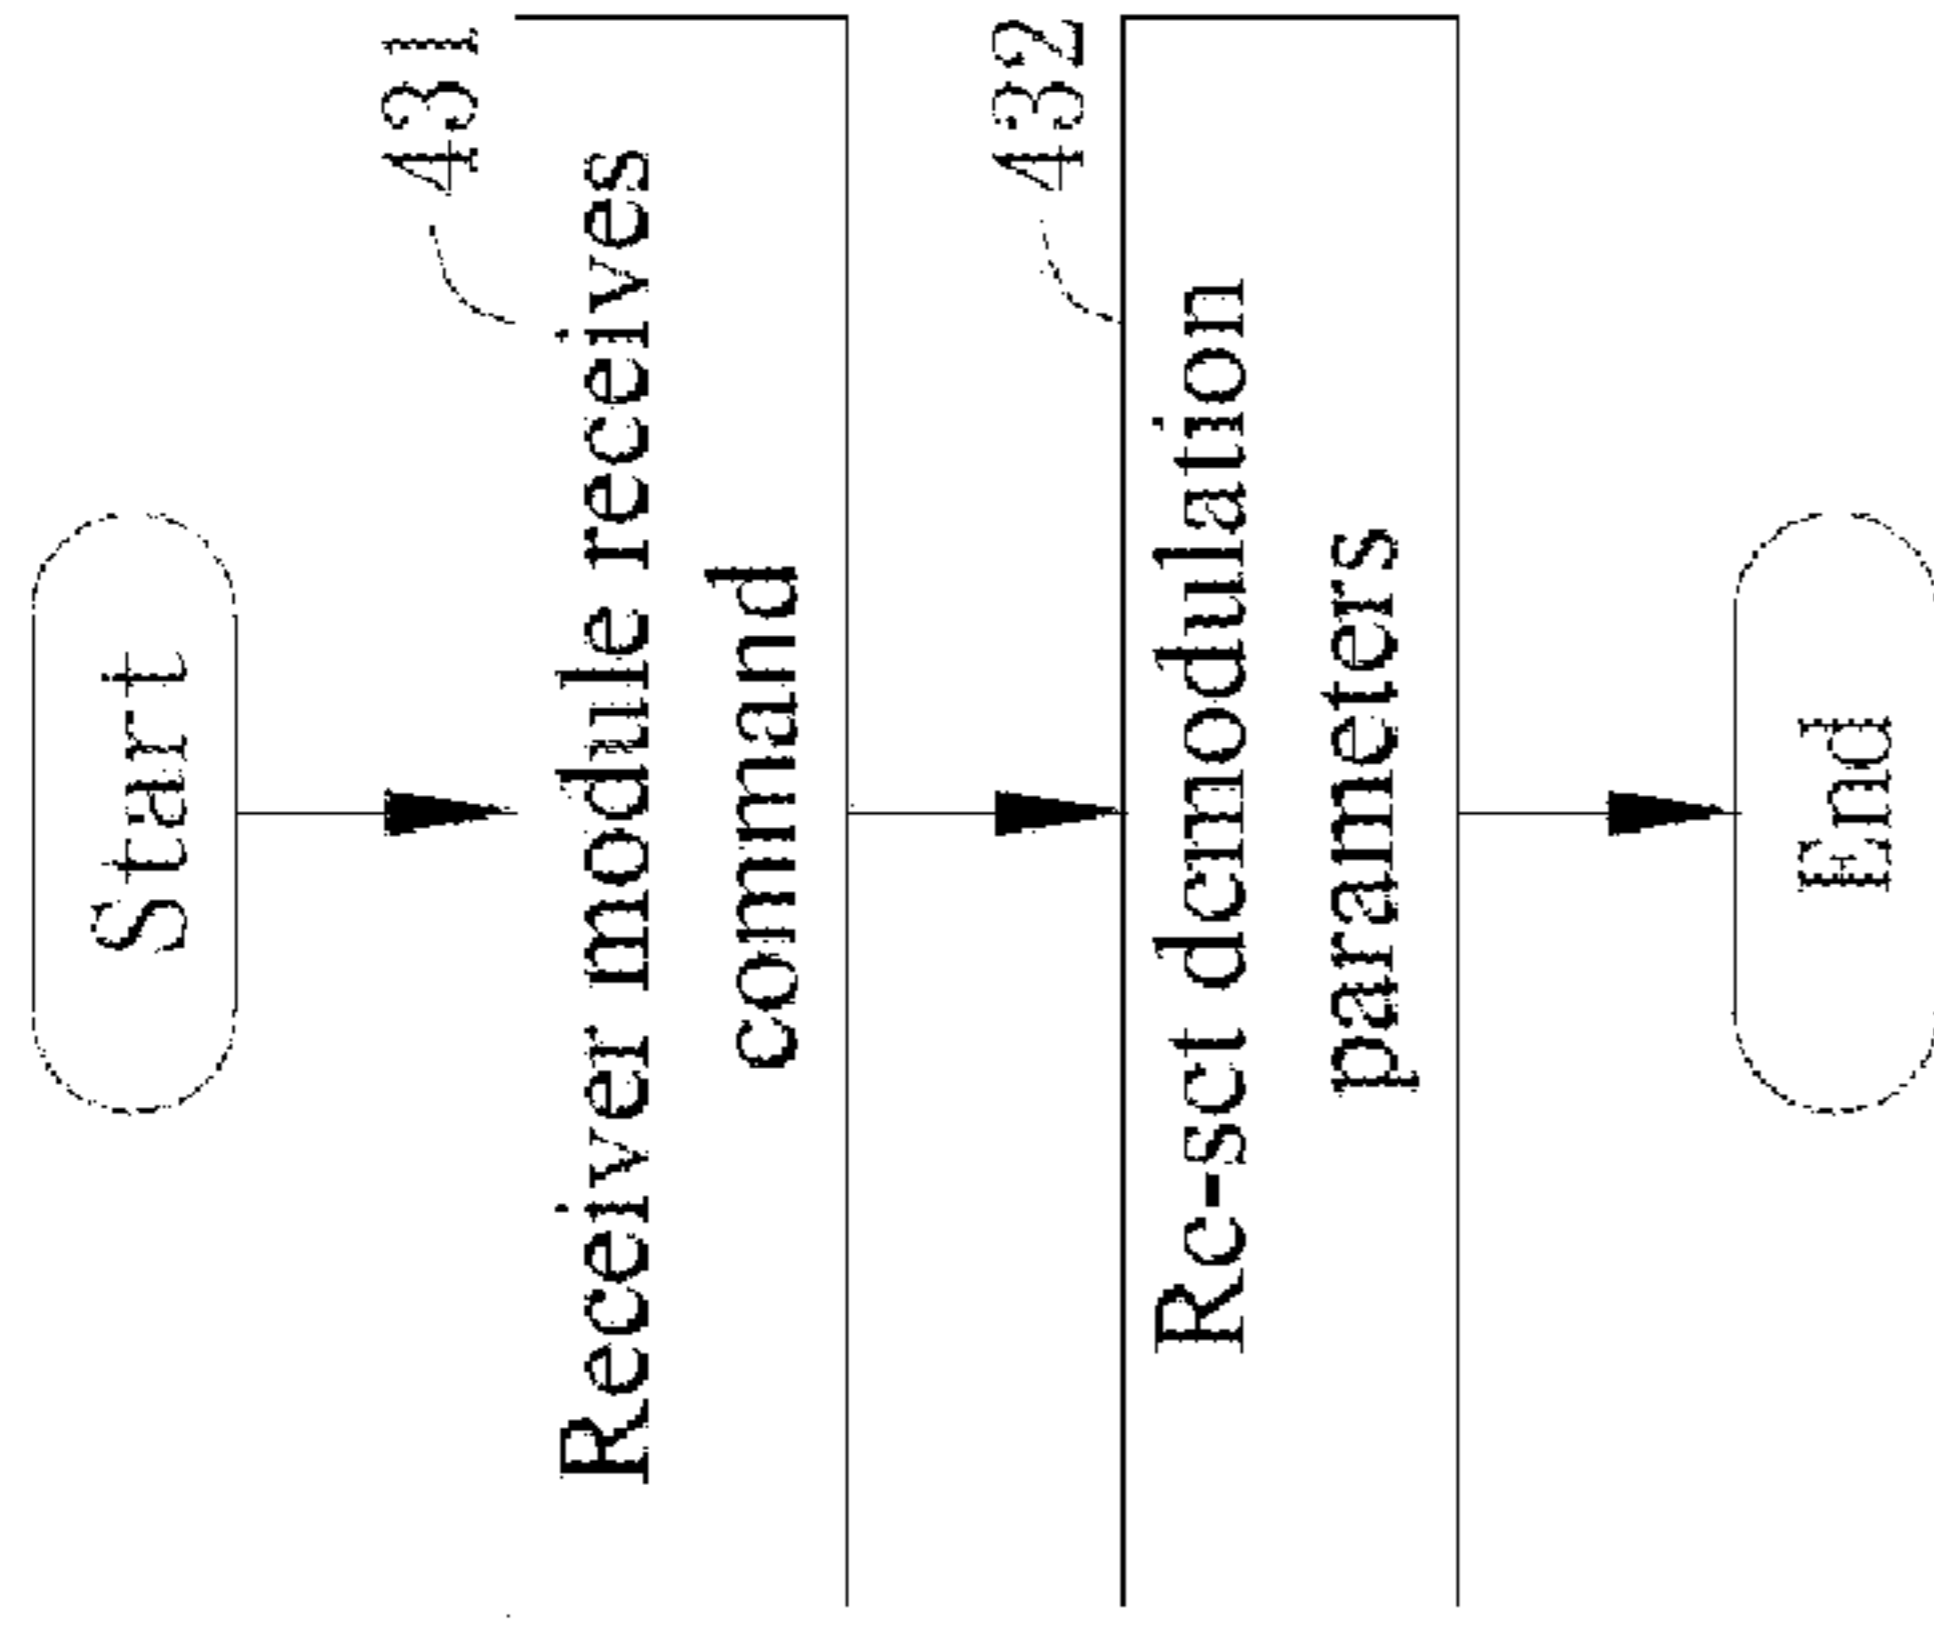 Start
431
Receiver module receives
command
432
Re-set demodulation
parameters
End